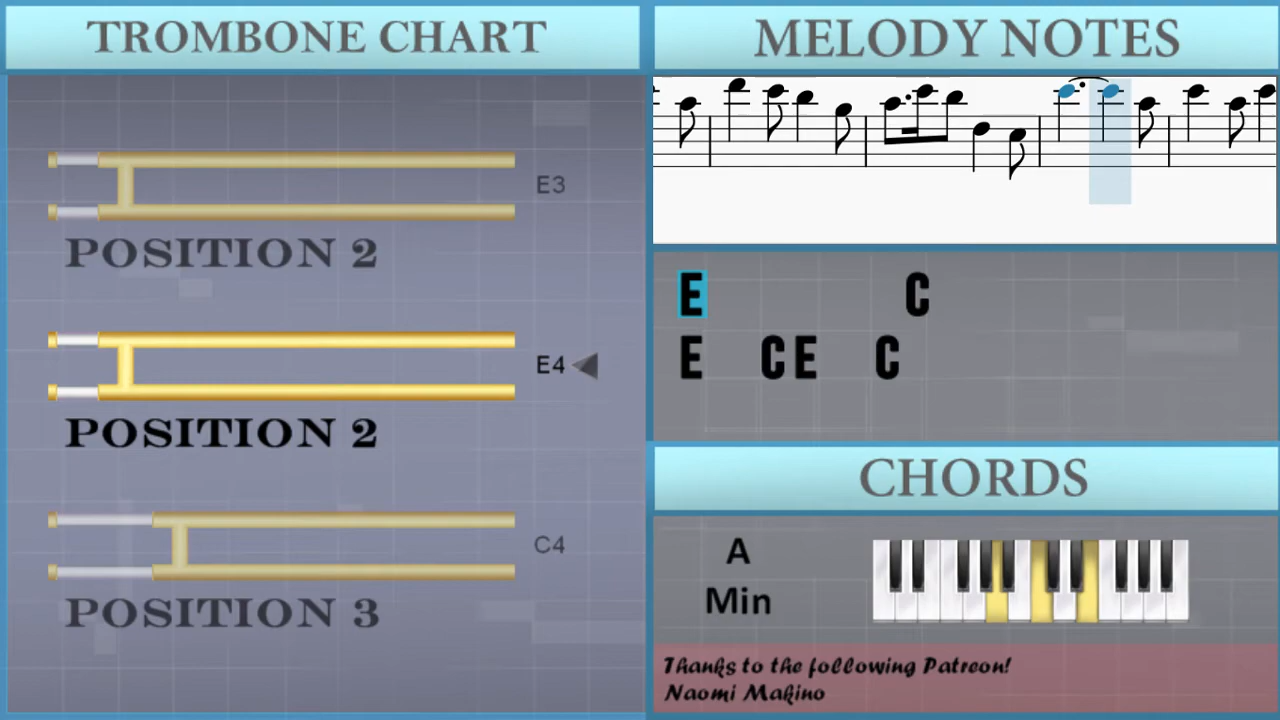 TROMBONE CHART
E3
POSITION 2
E4
POSITION 2
C4
POSITION 3
MELODY NOTES
E C
E C E C
CHORDS
A
Min
Thanks to the following Patreon!
Naomi Makino